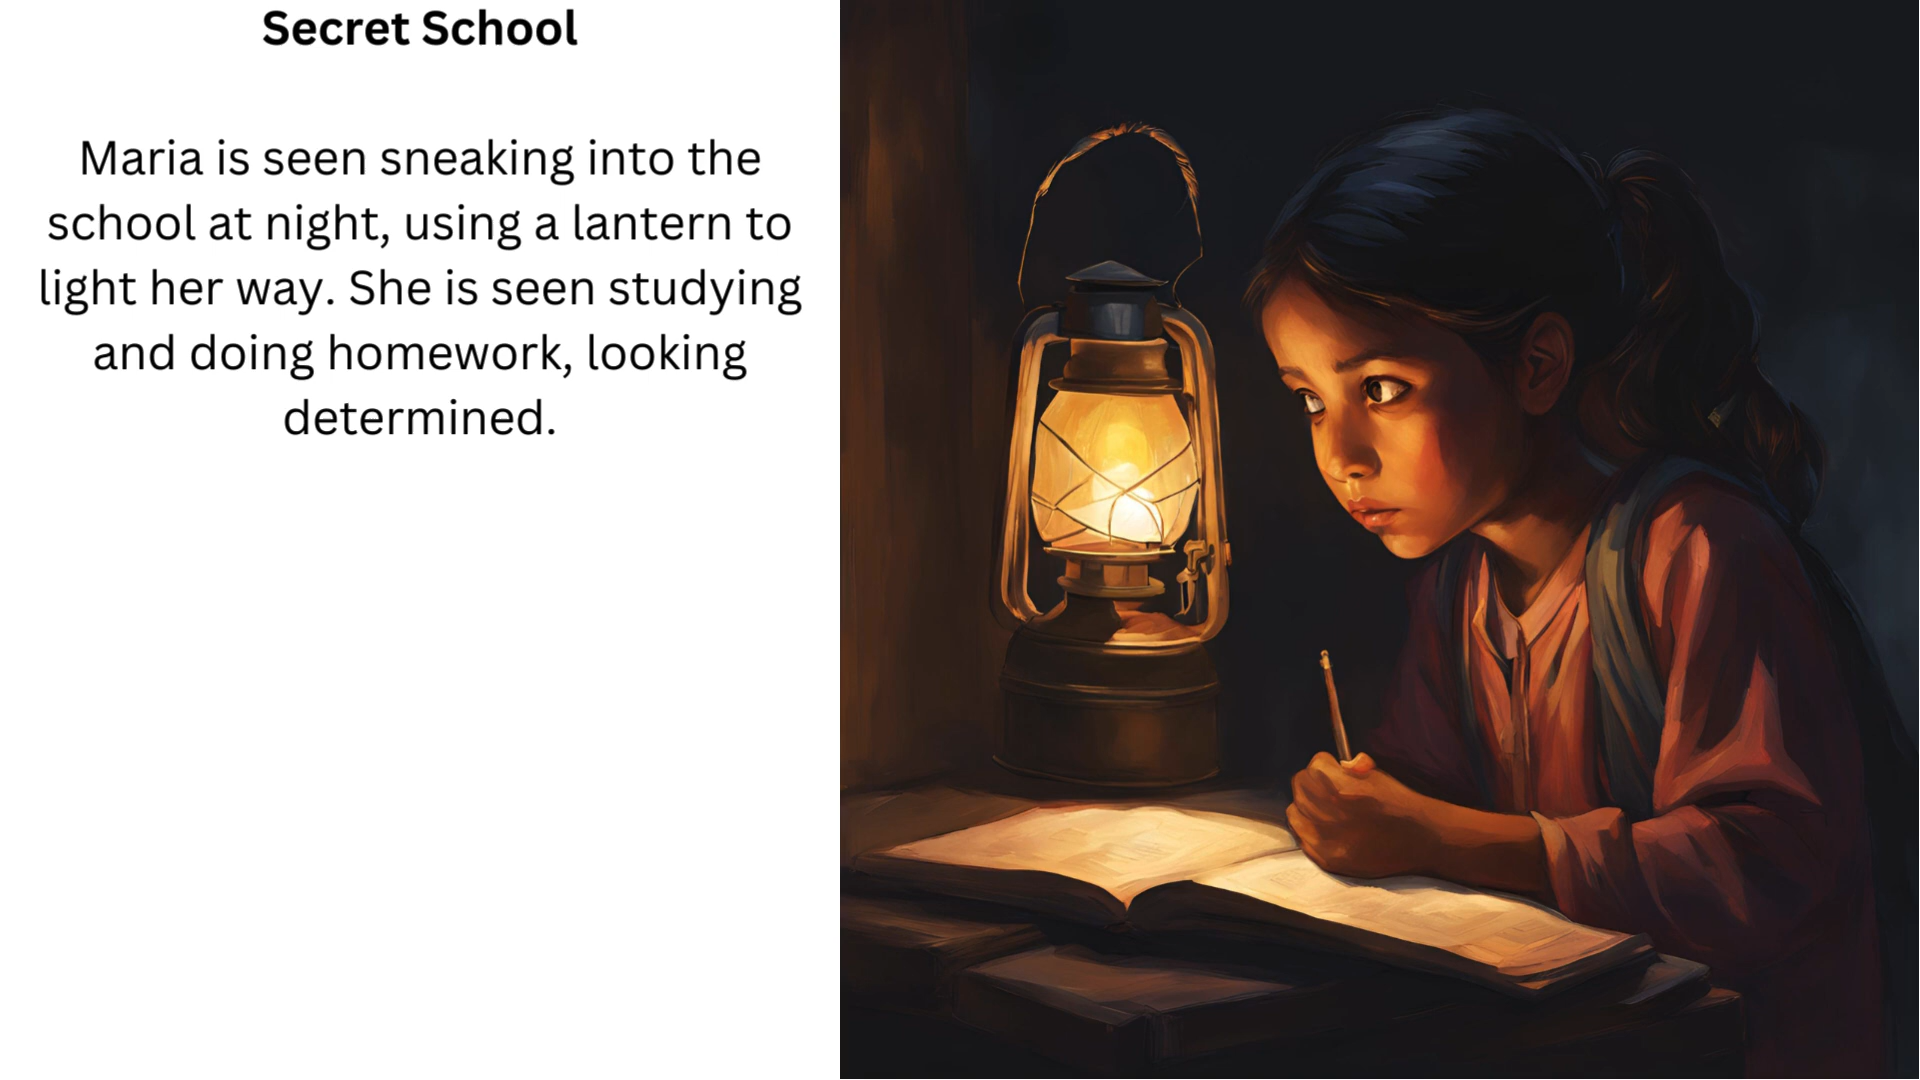 Secret School
Maria is seen sneaking into the
school at night, using a lantern to
light her way. She is seen studying
and doing homework, looking
determined.